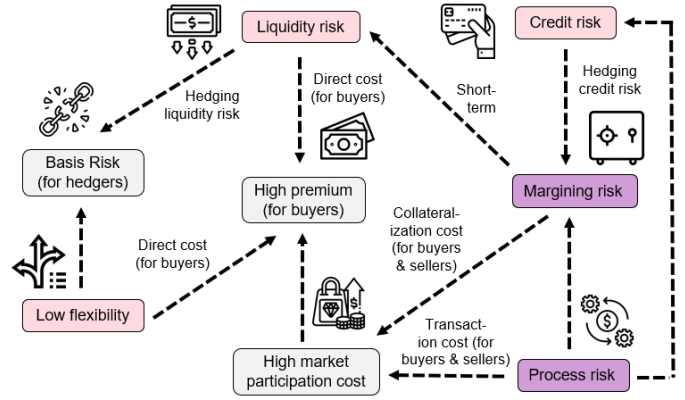 Liquidity risk
Credit risk
Direct cost
(for buyers)
Hedging
credit risk
Hedging
liquidity risk
Short-
term
Basis Risk
(for hedgers)
High premium
(for buyers)
Margining risk
Collateral-
ization cost
(for buyers
& sellers)
Direct cost
(for buyers)
Low flexibility
Transact-
ion cost (for
buyers & sellers)
High market
participation cost
Process risk